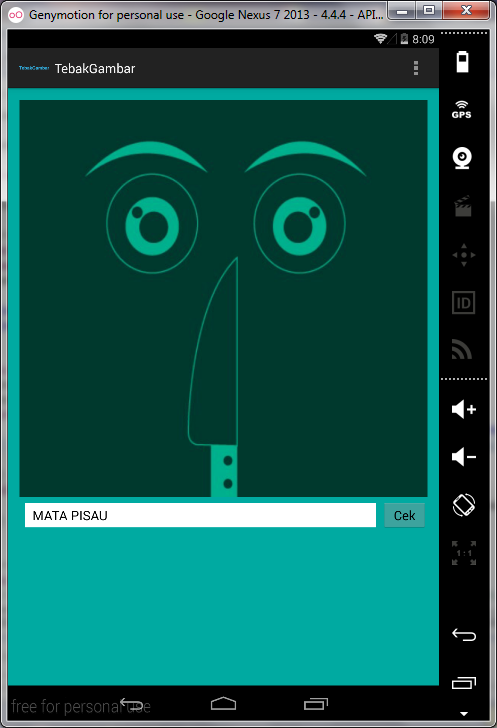 Genymotion for personal use - Google Nexus 7 2013 - 4.4.4 - API...
8:09
TebakGambar TebakGambar
GPS
ID
MATA PISAU Cek
1:1
free for personal use